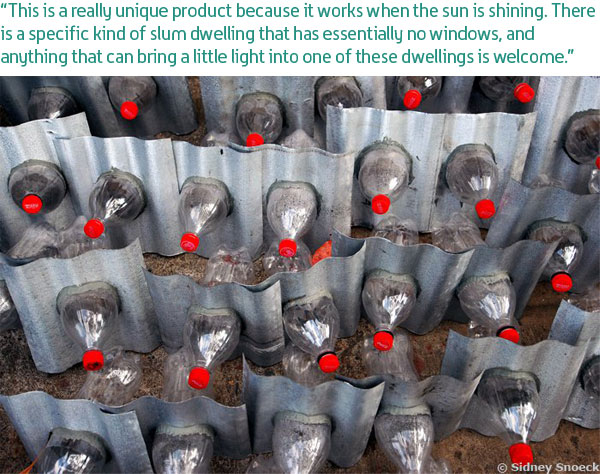 “This is a really unique product because it works when the sun is shining. There
is a specific kind of slum dwelling that has essentially no windows, and
anything that can bring a little light into one of these dwellings is welcome.”
© Sidney Snoeck